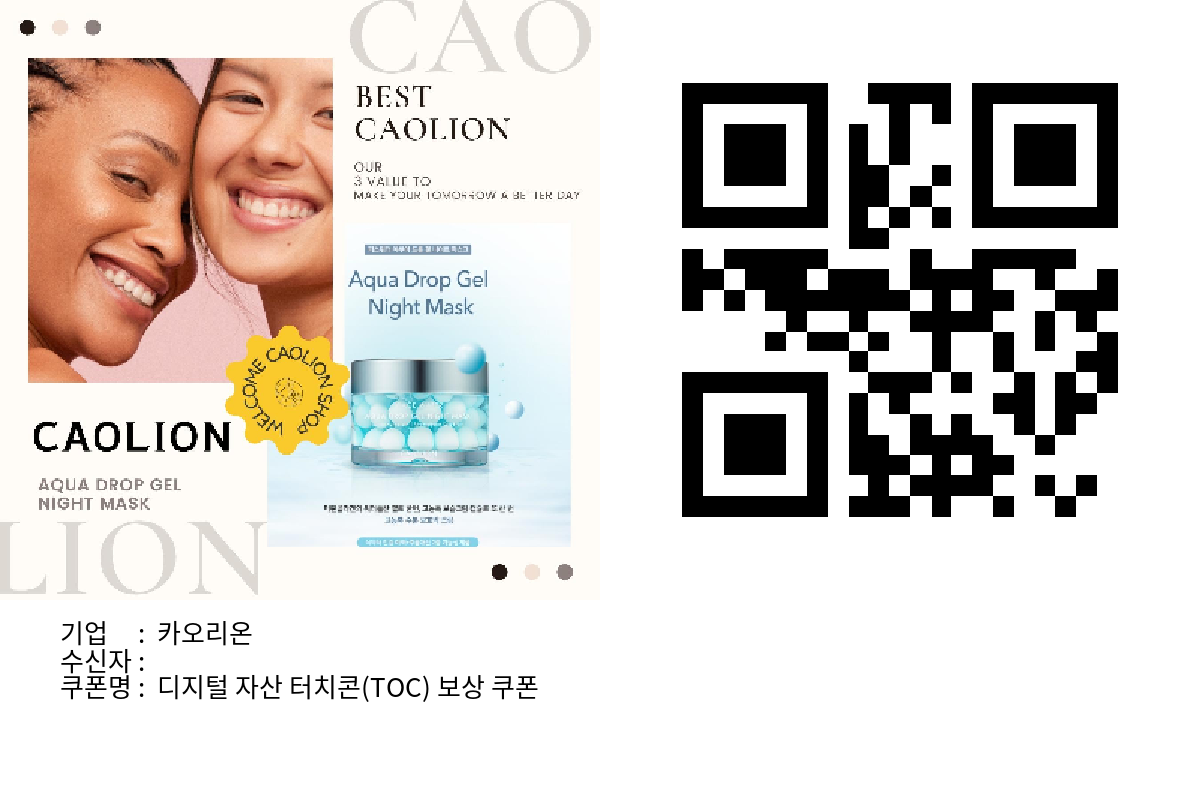 CAO
BEST
CAOLION
OUR
3 VALUE TO
MAKE YOUR TOMORROW A BETTER DAY
Aqua Drop Gel
Night Mask
WELCOME CAOLION SHOP
CAOLION
AQUA DROP GEL
NIGHT MASK
LION
기업 : 카오리온
수신자 :
쿠폰명 : 디지털 자산 터치콘(TOC) 보상 쿠폰